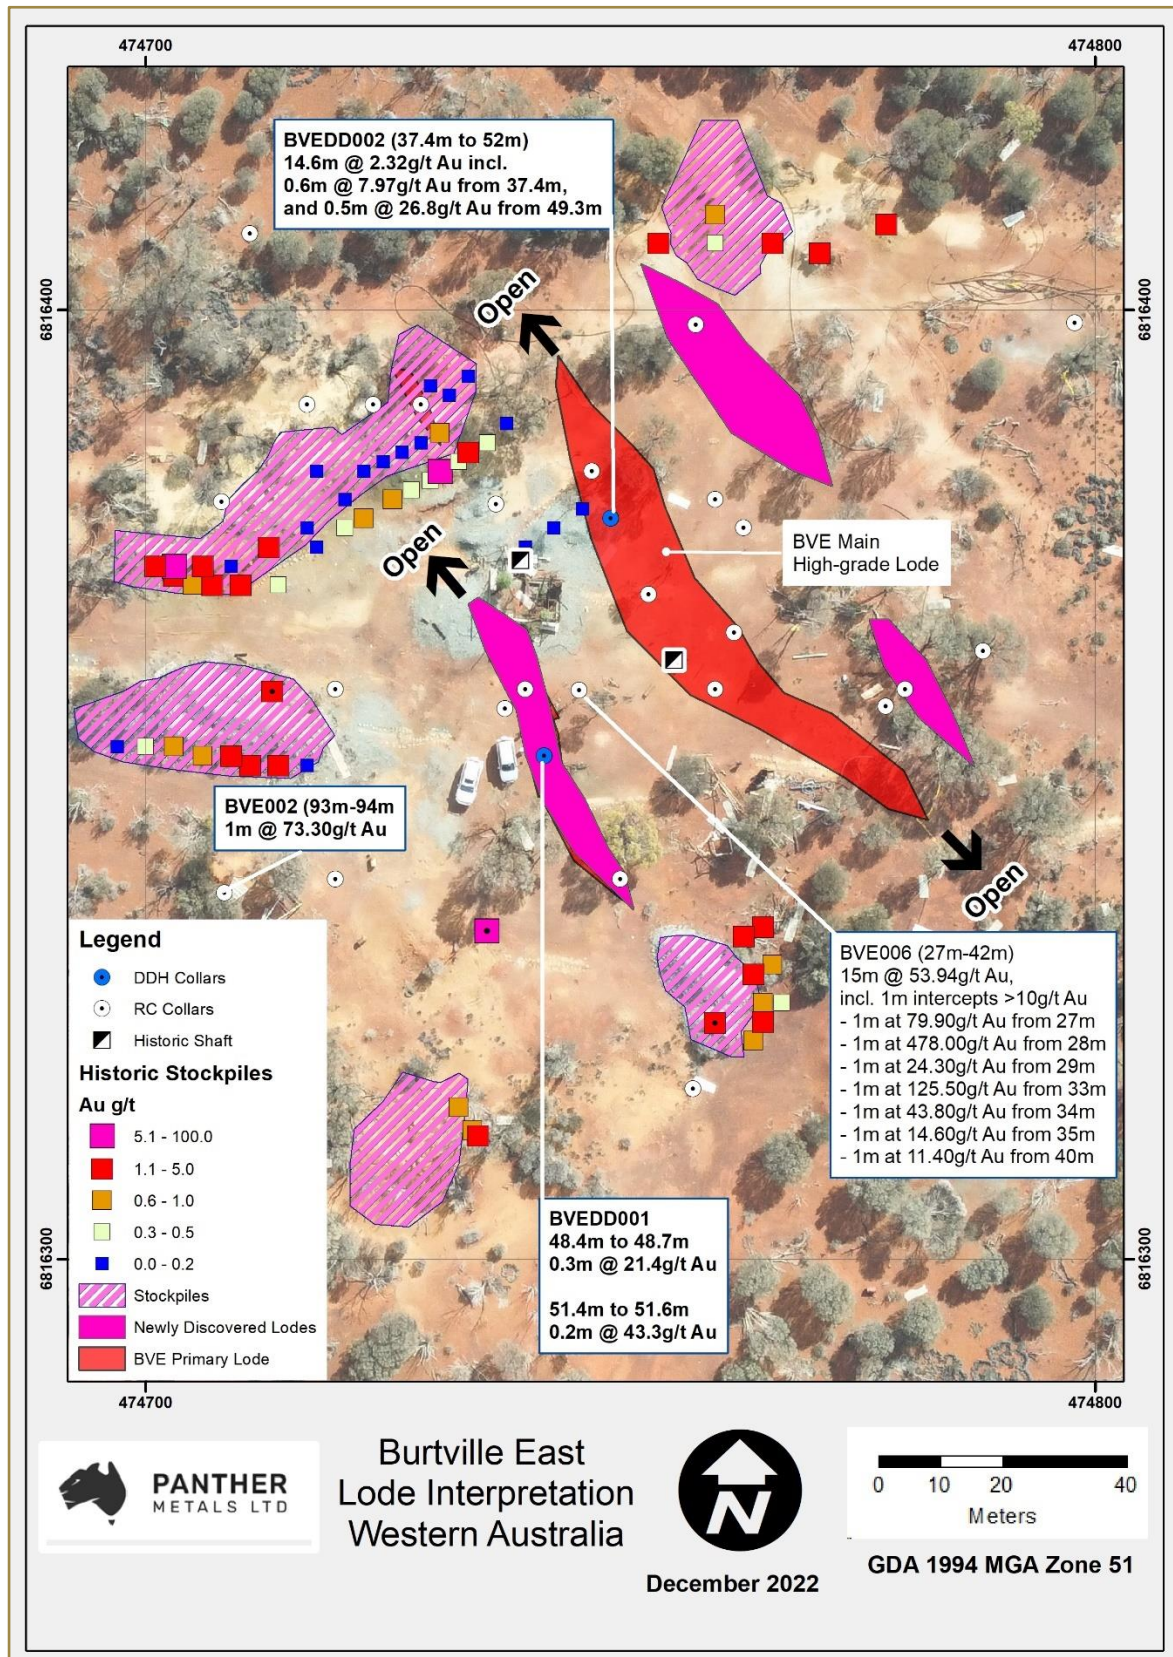 474700
474800
BVEDD002 (37.4m to 52m)
14.6m @ 2.32g/t Au incl.
0.6m @ 7.97g/t Au from 37.4m,
and 0.5m @ 26.8g/t Au from 49.3m
Open
6816400
6816400
Open
BVE Main
High-grade Lode
BVE002 (93m-94m
1m @ 73.30g/t Au
Open
Legend
DDH Collars
RC Collars
Historic Shaft
Historic Stockpiles
Au g/t
5.1 - 100.0
1.1 - 5.0
0.6 - 1.0
0.3 - 0.5
0.0 - 0.2
Stockpiles
Newly Discovered Lodes
BVE Primary Lode
BVE006 (27m-42m)
15m @ 53.94g/t Au,
incl. 1m intercepts >10g/t Au
- 1m at 79.90g/t Au from 27m
- 1m at 478.00g/t Au from 28m
- 1m at 24.30g/t Au from 29m
- 1m at 125.50g/t Au from 33m
- 1m at 43.80g/t Au from 34m
- 1m at 14.60g/t Au from 35m
- 1m at 11.40g/t Au from 40m
BVEDD001
48.4m to 48.7m
0.3m @ 21.4g/t Au
51.4m to 51.6m
0.2m @ 43.3g/t Au
6816300
6816300
474700
474800
PANTHER
METALS LTD
Burtville East
Lode Interpretation
Western Australia
N
December 2022
0 10 20 40
Meters
GDA 1994 MGA Zone 51